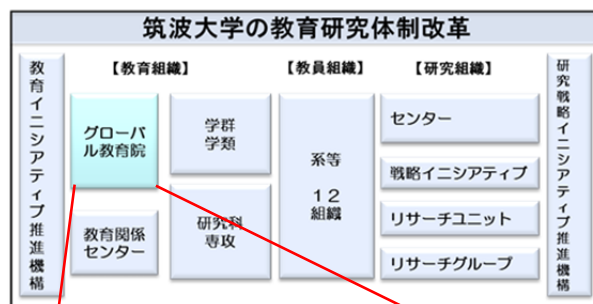 筑波大学の教育研究体制改革
教育イニシアティブ推進機構
【教育組織】
グローバ
ル教育院
学群
学類
教育関係
センター
研究科
専攻
【教員組織】
系等
12
組織
【研究組織】
センター
戦略イニシアティブ
リサーチユニット
リサーチグループ
研究戦略イニシアティブ推進機構